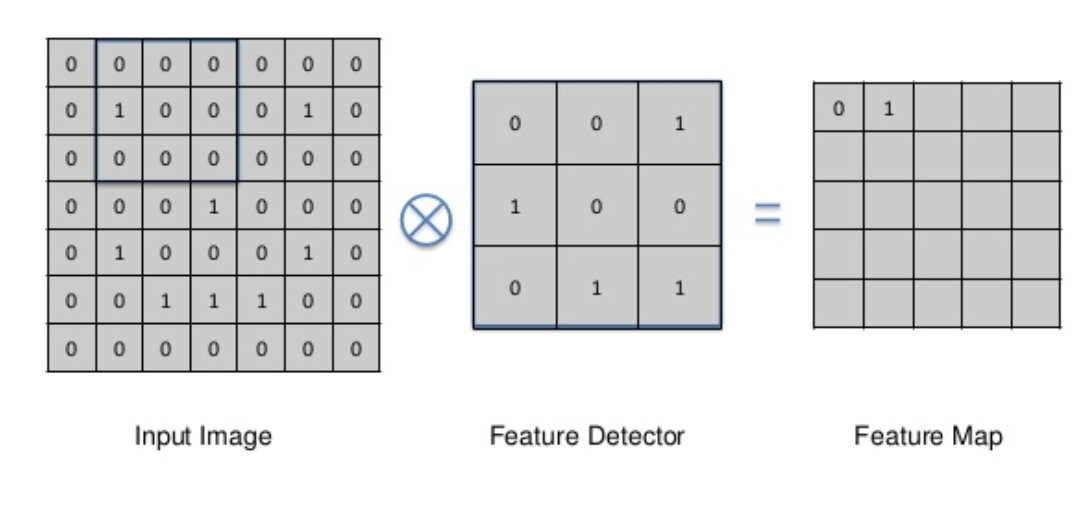 0 0 0 0 0 0 0
0 1 0 0 0 1 0
0 0 0 0 0 0 0
0 0 0 1 0 0 0
0 1 0 0 0 1 0
0 0 1 1 1 0 0
0 0 0 0 0 0 0
Input Image
0 0 1
1 0 0
0 1 1
Feature Detector
=
0 1
Feature Map